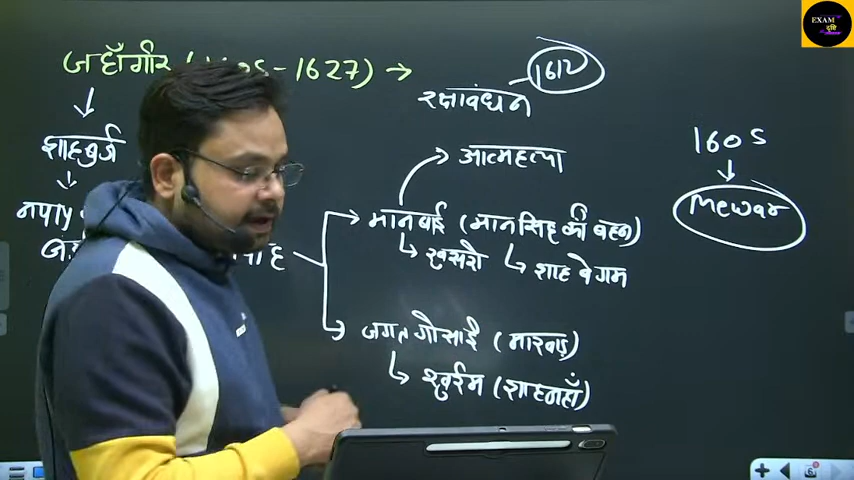 EXAM
जहाँगीर ( - 1627) →
1612
रक्षाबंधन
आत्महत्या
1605
Mewar
शाहबुर्ज
मानबाई (मानसिंह की बहन)
खुसरो
शाह बेगम
जगत गोसाई (मारवाड़)
खुर्रम (शाहजहाँ)